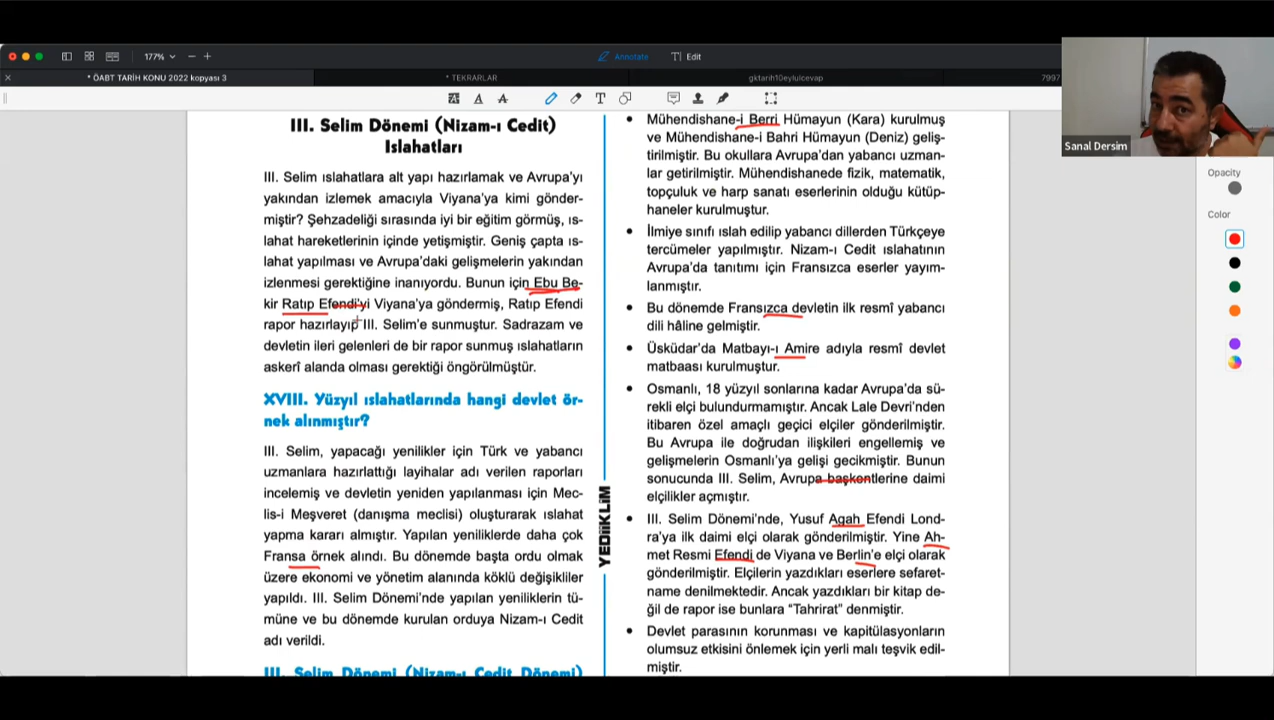 177%
Annotate
Edit
* ÖABT TARİH KONU 2022 kopyası 3
* TEKRARLAR
gktarih10eylulcevap
7997
III. Selim Dönemi (Nizam-ı Cedit)
Islahatları
III. Selim ıslahatlara alt yapı hazırlamak ve Avrupa'yı
yakından izlemek amacıyla Viyana'ya kimi gönder-
miştir? Şehzadeliği sırasında iyi bir eğitim görmüş, ıs-
lahat hareketlerinin içinde yetişmiştir. Geniş çapta ıs-
lahat yapılması ve Avrupa'daki gelişmelerin yakından
izlenmesi gerektiğine inanıyordu. Bunun için Ebu Be-
kir Ratıp Efendi'yi Viyana'ya göndermiş, Ratıp Efendi
rapor hazırlayıp III. Selim'e sunmuştur. Sadrazam ve
devletin ileri gelenleri de bir rapor sunmuş ıslahatların
askerî alanda olması gerektiği öngörülmüştür.
XVIII. Yüzyıl ıslahatlarında hangi devlet ör-
nek alınmıştır?
III. Selim, yapacağı yenilikler için Türk ve yabancı
uzmanlara hazırlattığı layihalar adı verilen raporları
incelemiş ve devletin yeniden yapılanması için Mec-
lis-i Meşveret (danışma meclisi) oluşturarak ıslahat
yapma kararı almıştır. Yapılan yeniliklerde daha çok
Fransa örnek alındı. Bu dönemde başta ordu olmak
üzere ekonomi ve yönetim alanında köklü değişikliler
yapıldı. III. Selim Dönemi'nde yapılan yeniliklerin tü-
müne ve bu dönemde kurulan orduya Nizam-ı Cedit
adı verildi.
III. Selim Dönemi (Nizam-ı Cedit Dönemi)
YEDİİKLİM
Mühendishane-i Berri Hümayun (Kara) kurulmuş
ve Mühendishane-i Bahri Hümayun (Deniz) geliş-
tirilmiştir. Bu okullara Avrupa'dan yabancı uzman-
lar getirilmiştir. Mühendishanede fizik, matematik,
topçuluk ve harp sanatı eserlerinin olduğu kütüp-
haneler kurulmuştur.
İlmiye sınıfı ıslah edilip yabancı dillerden Türkçeye
tercümeler yapılmıştır. Nizam-ı Cedit ıslahatının
Avrupa'da tanıtımı için Fransızca eserler yayım-
lanmıştır.
Bu dönemde Fransızca devletin ilk resmî yabancı
dili hâline gelmiştir.
Üsküdar'da Matbayı-ı Amire adıyla resmî devlet
matbaası kurulmuştur.
Osmanlı, 18 yüzyıl sonlarına kadar Avrupa'da sü-
rekli elçi bulundurmamıştır. Ancak Lale Devri'nden
itibaren özel amaçlı geçici elçiler gönderilmiştir.
Bu Avrupa ile doğrudan ilişkileri engellemiş ve
gelişmelerin Osmanlı'ya gelişi gecikmiştir. Bunun
sonucunda III. Selim, Avrupa başkentlerine daimi
elçilikler açmıştır.
III. Selim Dönemi'nde, Yusuf Agah Efendi Lond-
ra'ya ilk daimi elçi olarak gönderilmiştir. Yine Ah-
met Resmi Efendi de Viyana ve Berlin'e elçi olarak
gönderilmiştir. Elçilerin yazdıkları eserlere sefaret-
name denilmektedir. Ancak yazdıkları bir kitap de-
ğil de rapor ise bunlara "Tahrirat" denmiştir.
Devlet parasının korunması ve kapitülasyonların
olumsuz etkisini önlemek için yerli malı teşvik edil-
miştir.
Sanal Dersim
Opacity
Color